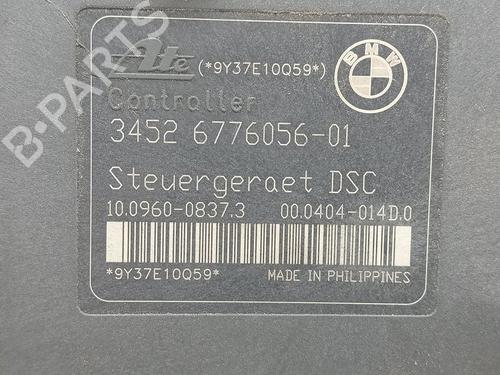 B-PARTS
Ate (*9Y37E10Q59*) BMW
Controller
3452 6776056-01
Steuergeraet DSC
10.0960-0837.3 00.0404-014D.0
*9Y37E10Q59* MADE IN PHILIPPINES